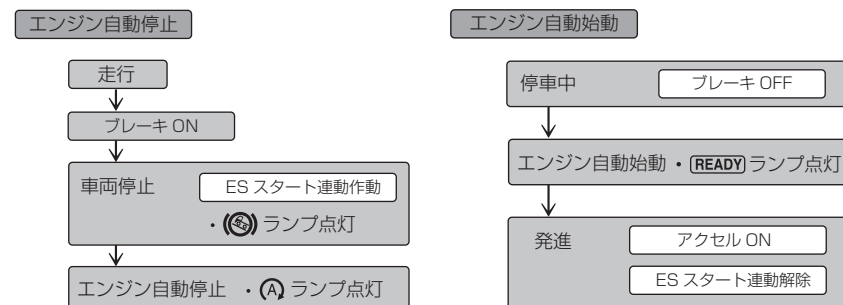 エンジン自動停止
走行
ブレーキ ON
車両停止
ES スタート連動作動
・ ランプ点灯
エンジン自動停止 ・ A ランプ点灯
エンジン自動始動
停車中
ブレーキ OFF
エンジン自動始動 ・ READY ランプ点灯
発進
アクセル ON
ES スタート連動解除